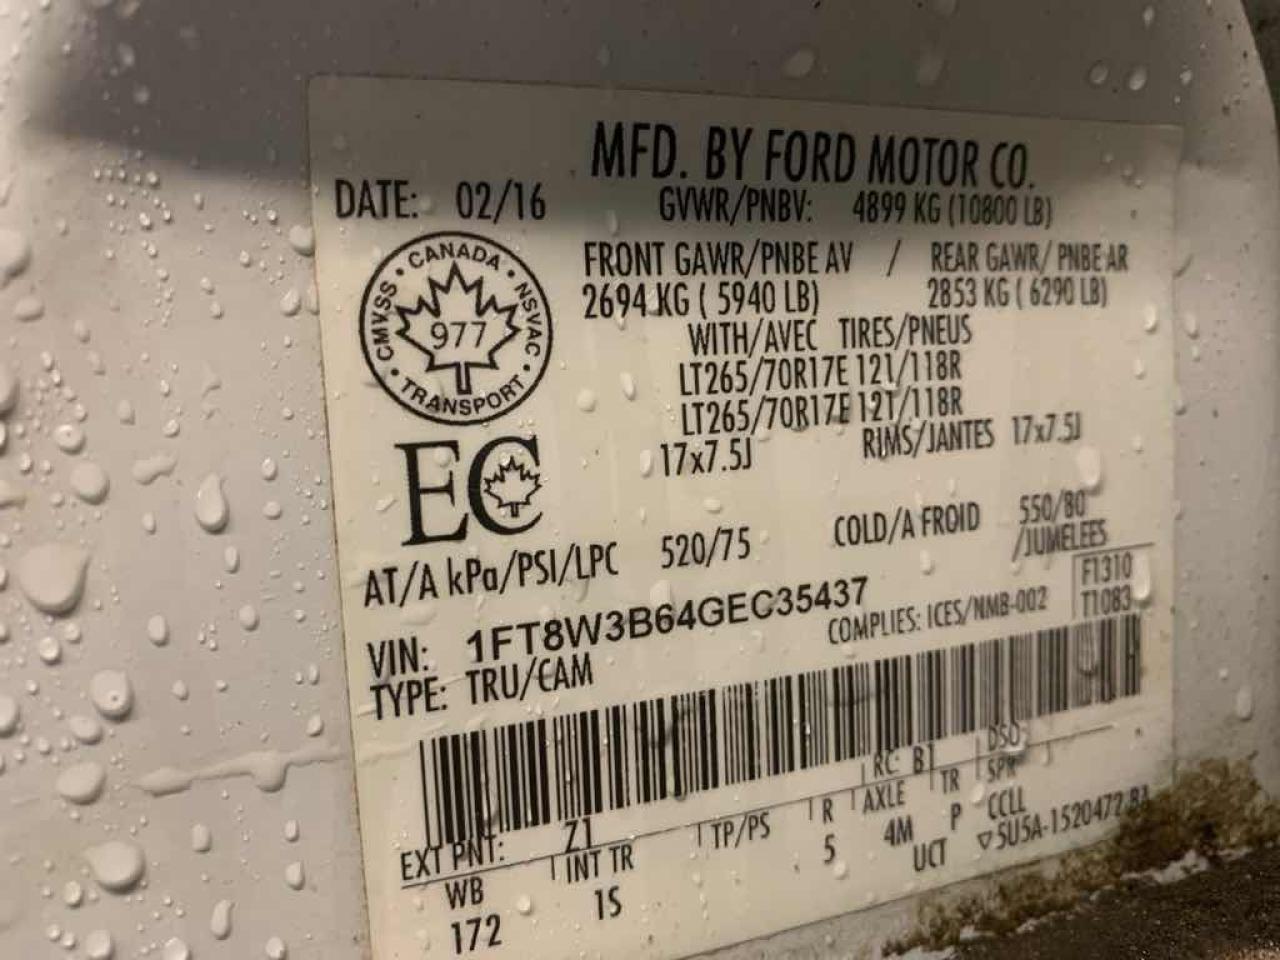 MFD. BY FORD MOTOR CO.
DATE: 02/16
GVWR/PNBV: 4899 KG (10800 LB)
FRONT GAWR/PNBE AV / REAR GAWR/ PNBE AR
2694 KG ( 5940 LB) 2853 KG ( 6290 LB)
WITH/AVEC TIRES/PNEUS
LT265/70R17E 121/118R
LT265/70R17E 121/118R
17x7.5J RIMS/JANTES 17x7.5J
CANADA · NSVAC · TRANSPORT · CMVSS ·
977
EC
AT/A kPa/PSI/LPC 520/75 COLD/A FROID 550/80
/JUMELEES
VIN: 1FT8W3B64GEC35437
COMPLIES: ICES/NMB-002
F1310
T1083
TYPE: TRU/CAM
EXT PNT: Z1 RC: B1 DSO:
WB INT TR TP/PS R AXLE TR SPR
172 1S 5 4M P CCLL
UCT ▽5U5A-1520472-BA